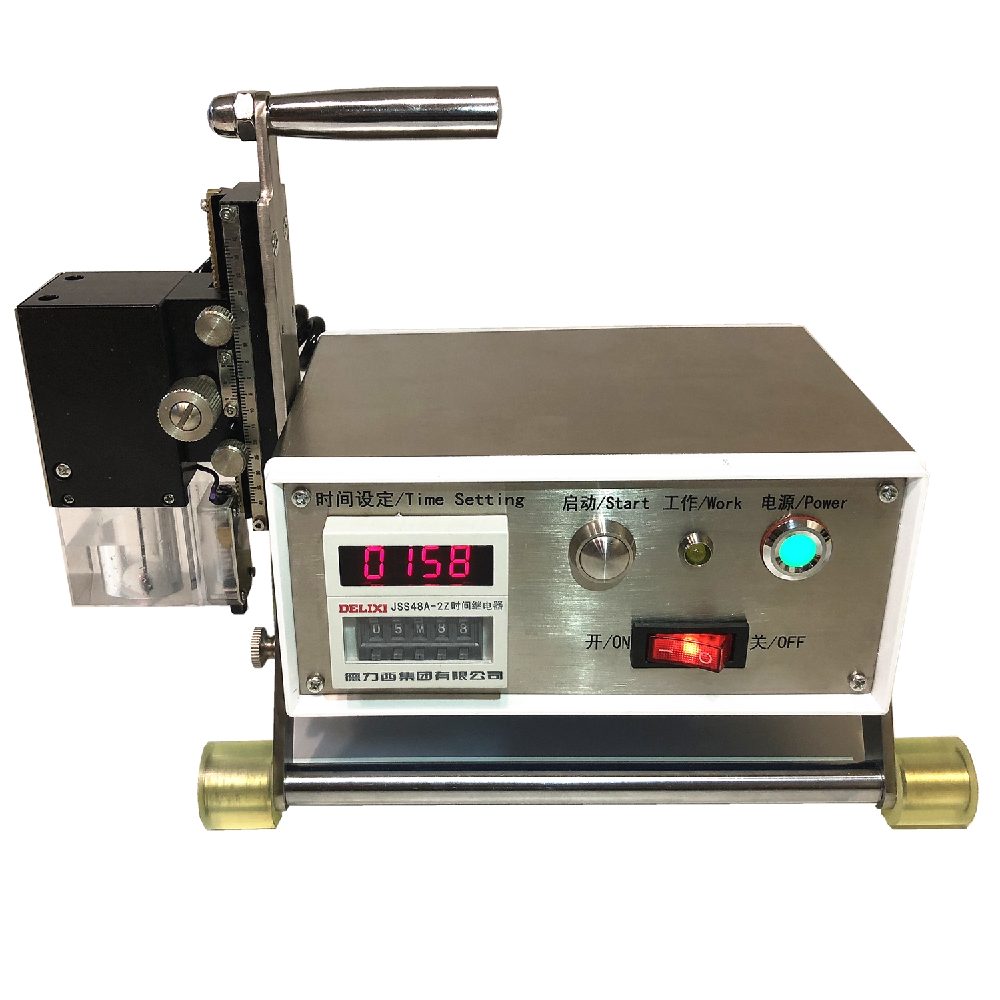 时间设定/Time Setting
启动/Start 工作/Work 电源/Power
0158
DELIXI JSS48A-2Z时间继电器
05M88
德力西集团有限公司
开/ON
关/OFF